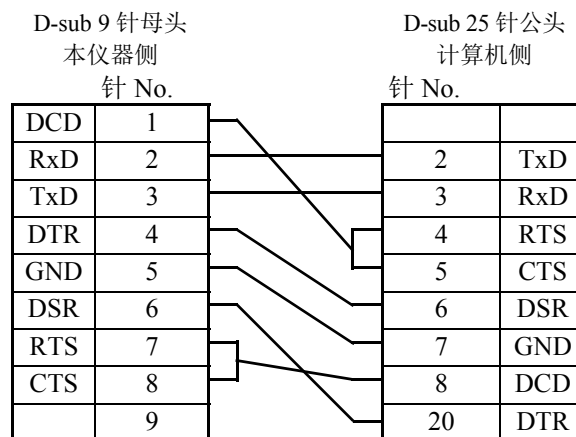 D-sub 9 针母头 D-sub 25 针公头
本仪器侧 计算机侧
针 No. 针 No.
DCD 1
RxD 2 2 TxD
TxD 3 3 RxD
DTR 4 4 RTS
GND 5 5 CTS
DSR 6 6 DSR
RTS 7 7 GND
CTS 8 8 DCD
9 20 DTR